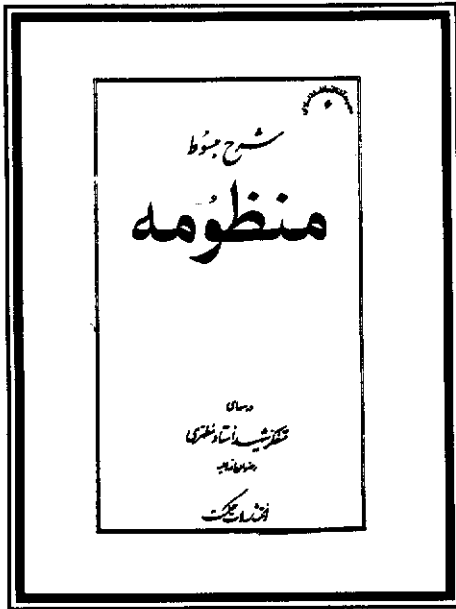 شرح مبسوط
منظومه
درسهای
متفکر شهید استاد مطهری
رضوان الله علیه
انتشارات حکمت